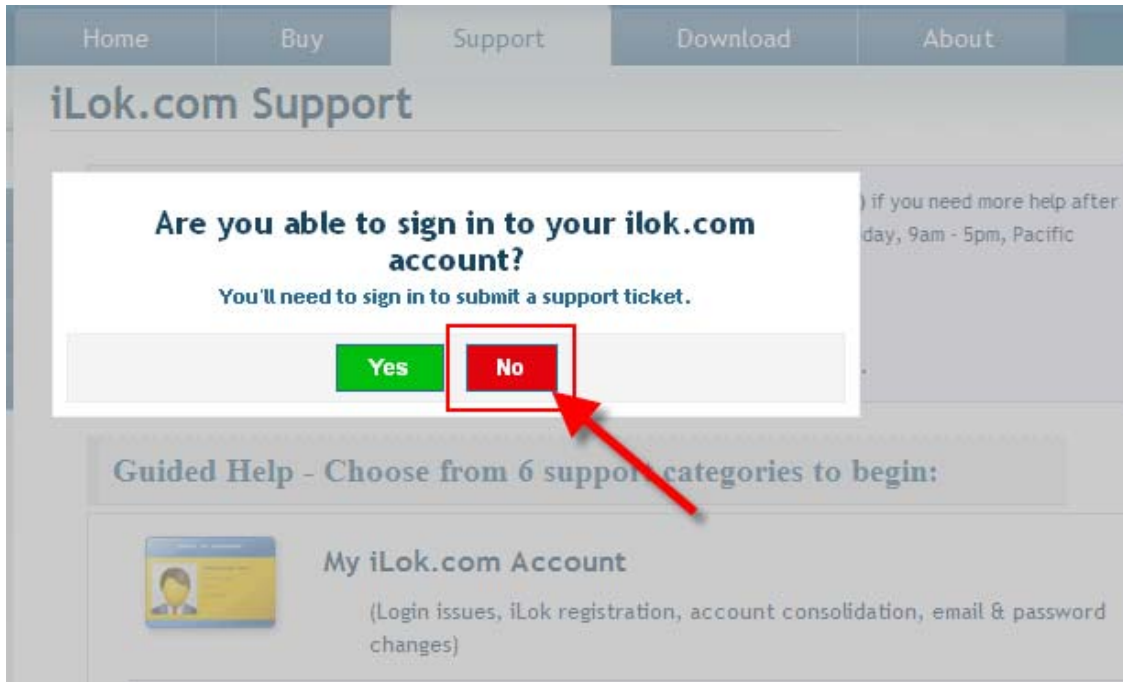 Home Buy Support Download About
iLok.com Support
) if you need more help after
day, 9am - 5pm, Pacific
Are you able to sign in to your ilok.com
account?
You'll need to sign in to submit a support ticket.
Yes No
.
Guided Help - Choose from 6 support categories to begin:
My iLok.com Account
(Login issues, iLok registration, account consolidation, email & password
changes)